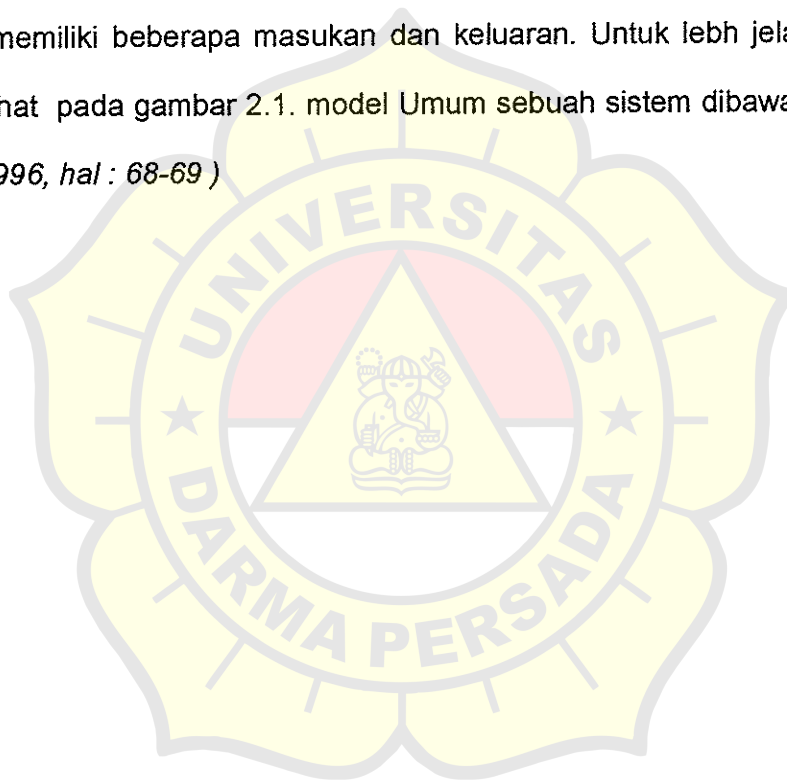 memiliki beberapa masukan dan keluaran. Untuk lebh jela
hat pada gambar 2.1. model Umum sebuah sistem dibawa
996, hal : 68-69 )
UNIVERSITAS
DARMA PERSADA